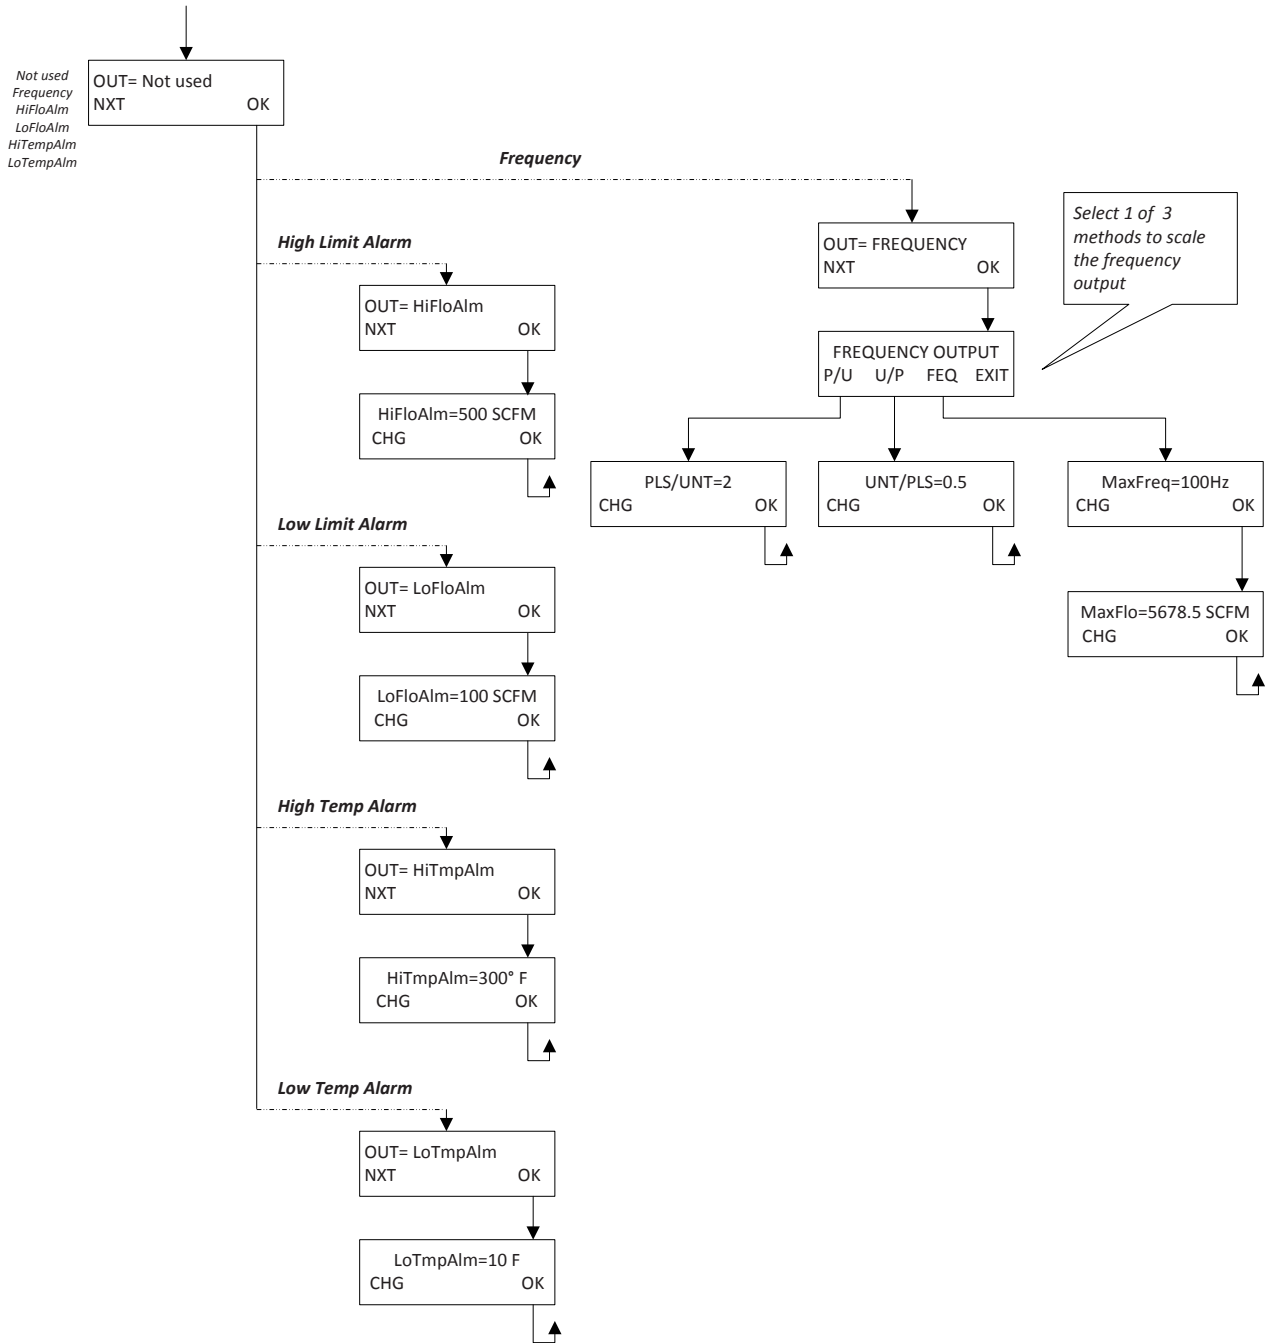 OUT= Not used
NXT OK
Not used
Frequency
HiFloAlm
LoFloAlm
HiTempAlm
LoTempAlm
Frequency
Select 1 of 3
methods to scale
the frequency
output
OUT= FREQUENCY
NXT OK
FREQUENCY OUTPUT
P/U U/P FEQ EXIT
PLS/UNT=2
CHG OK
UNT/PLS=0.5
CHG OK
MaxFreq=100Hz
CHG OK
MaxFlo=5678.5 SCFM
CHG OK
High Limit Alarm
OUT= HiFloAlm
NXT OK
HiFloAlm=500 SCFM
CHG OK
Low Limit Alarm
OUT= LoFloAlm
NXT OK
LoFloAlm=100 SCFM
CHG OK
High Temp Alarm
OUT= HiTmpAlm
NXT OK
HiTmpAlm=300° F
CHG OK
Low Temp Alarm
OUT= LoTmpAlm
NXT OK
LoTmpAlm=10 F
CHG OK